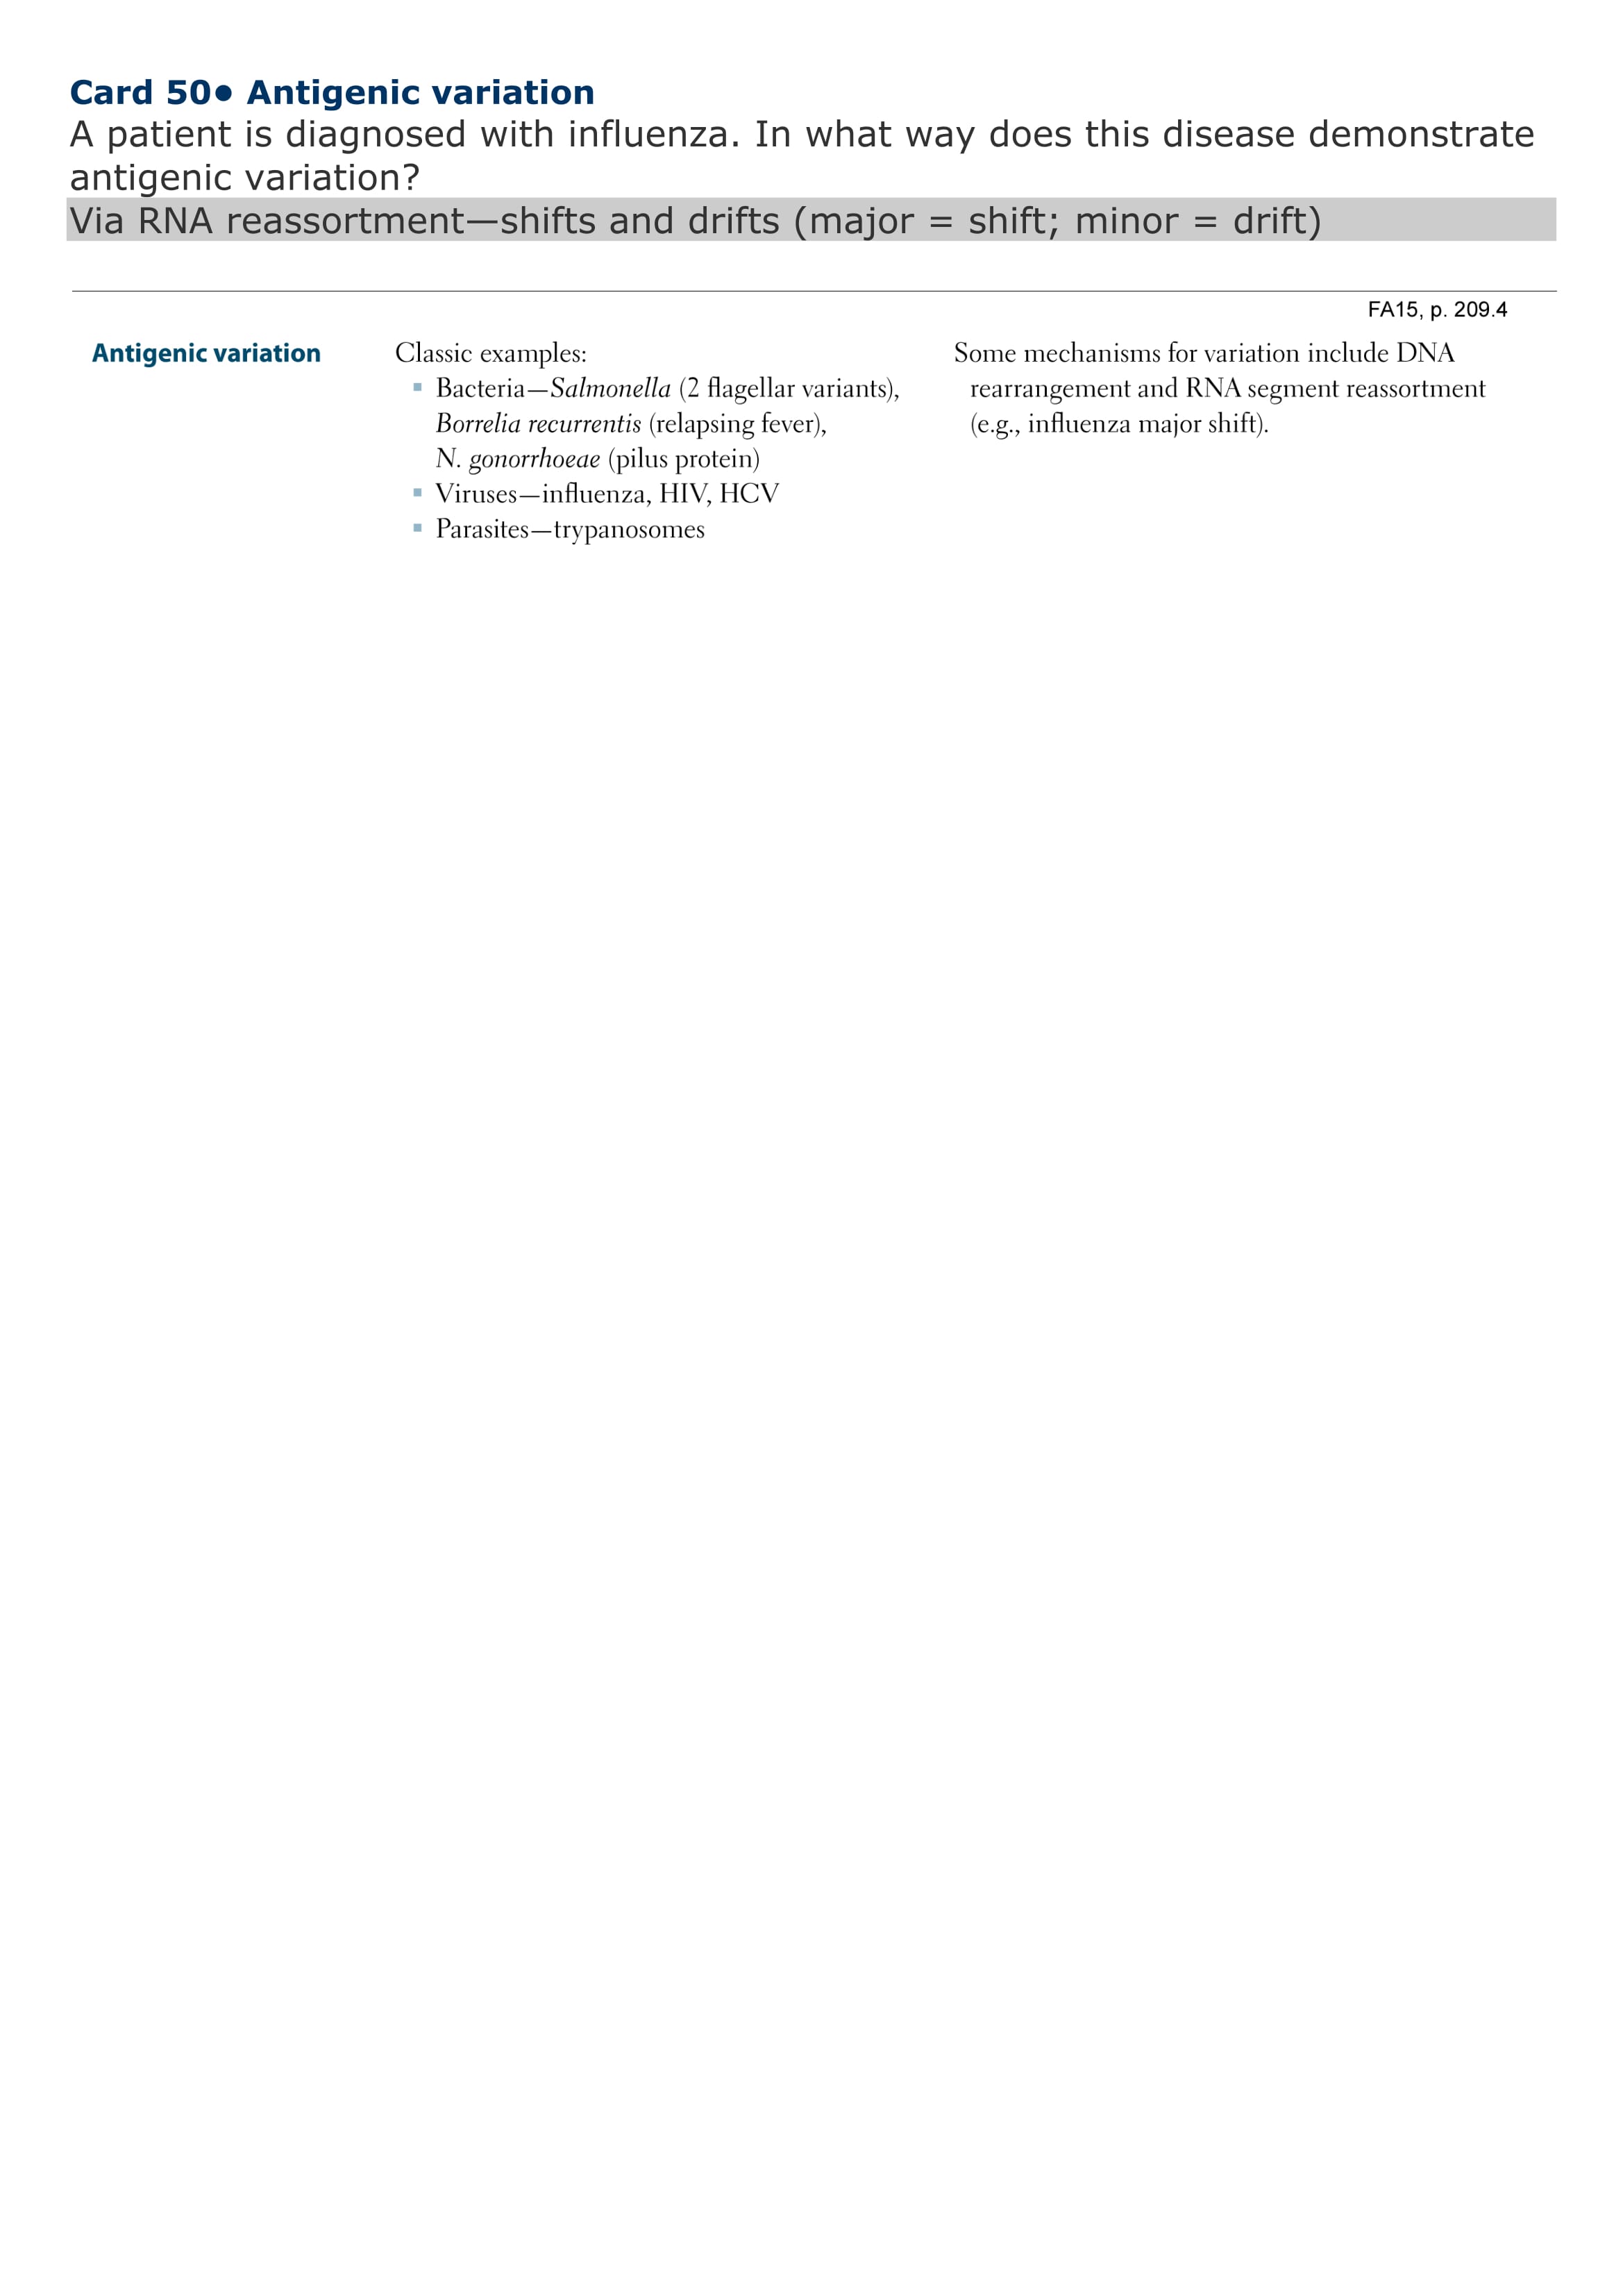 Card 50● Antigenic variation
A patient is diagnosed with influenza. In what way does this disease demonstrate
antigenic variation?
Via RNA reassortment—shifts and drifts (major = shift; minor = drift)
FA15, p. 209.4
Antigenic variation
Classic examples:
▪ Bacteria—Salmonella (2 flagellar variants),
Borrelia recurrentis (relapsing fever),
N. gonorrhoeae (pilus protein)
▪ Viruses—influenza, HIV, HCV
▪ Parasites—trypanosomes
Some mechanisms for variation include DNA
rearrangement and RNA segment reassortment
(e.g., influenza major shift).